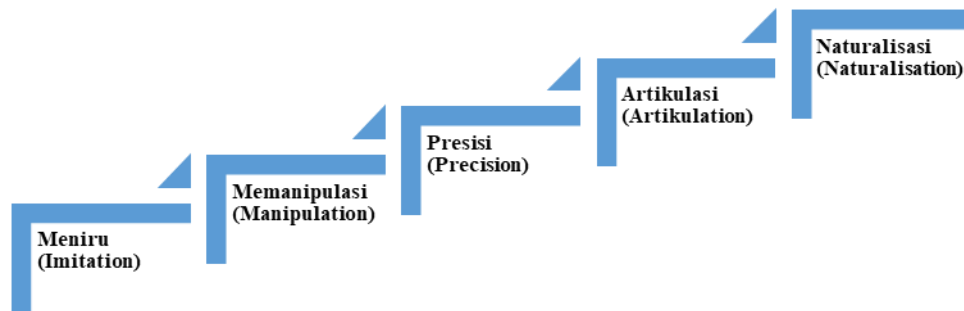 Meniru
(Imitation)
Memanipulasi
(Manipulation)
Presisi
(Precision)
Artikulasi
(Artikulation)
Naturalisasi
(Naturalisation)